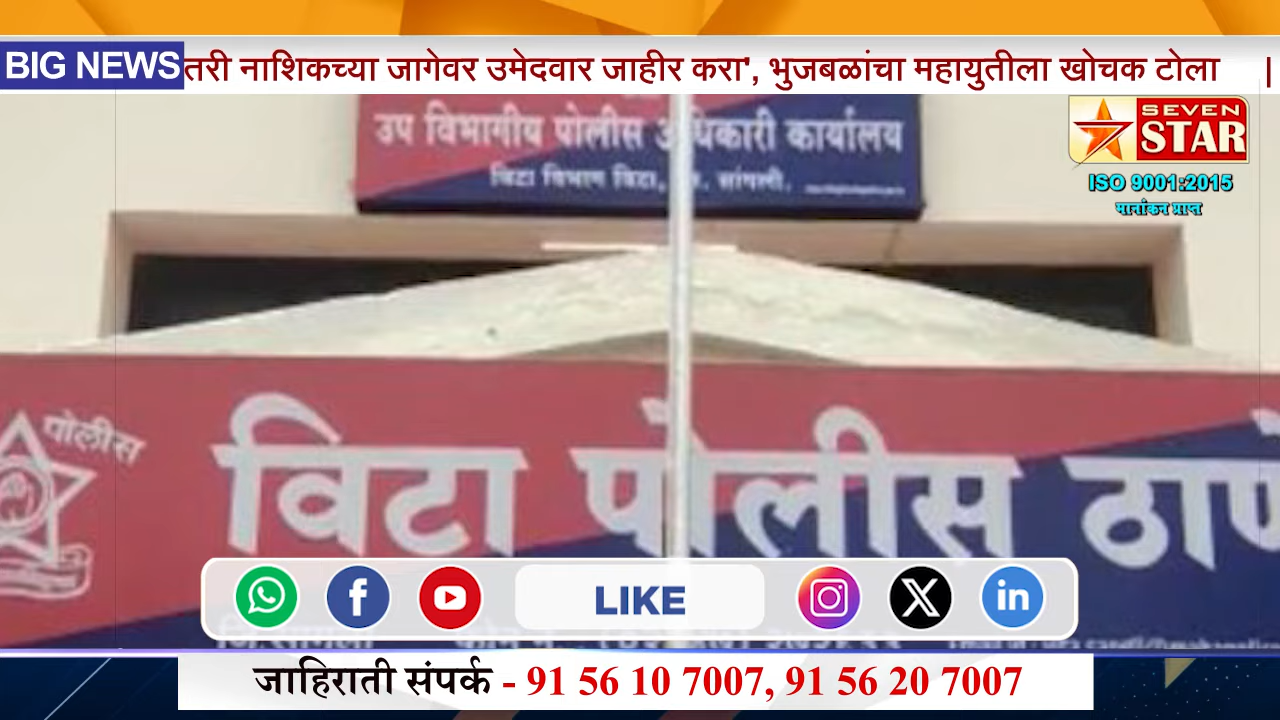 BIG NEWS तरी नाशिकच्या जागेवर उमेदवार जाहीर करा', भुजबळांचा महायुतीला खोचक टोला |
SEVEN
STAR
ISO 9001:2015
मानांकन प्राप्त
उप विभागीय पोलीस अधिकारी कार्यालय
विटा विभाग विटा, सांगली.
पोलीस
विटा पोलीस ठाणे
LIKE
जाहिराती संपर्क - 91 56 10 7007, 91 56 20 7007